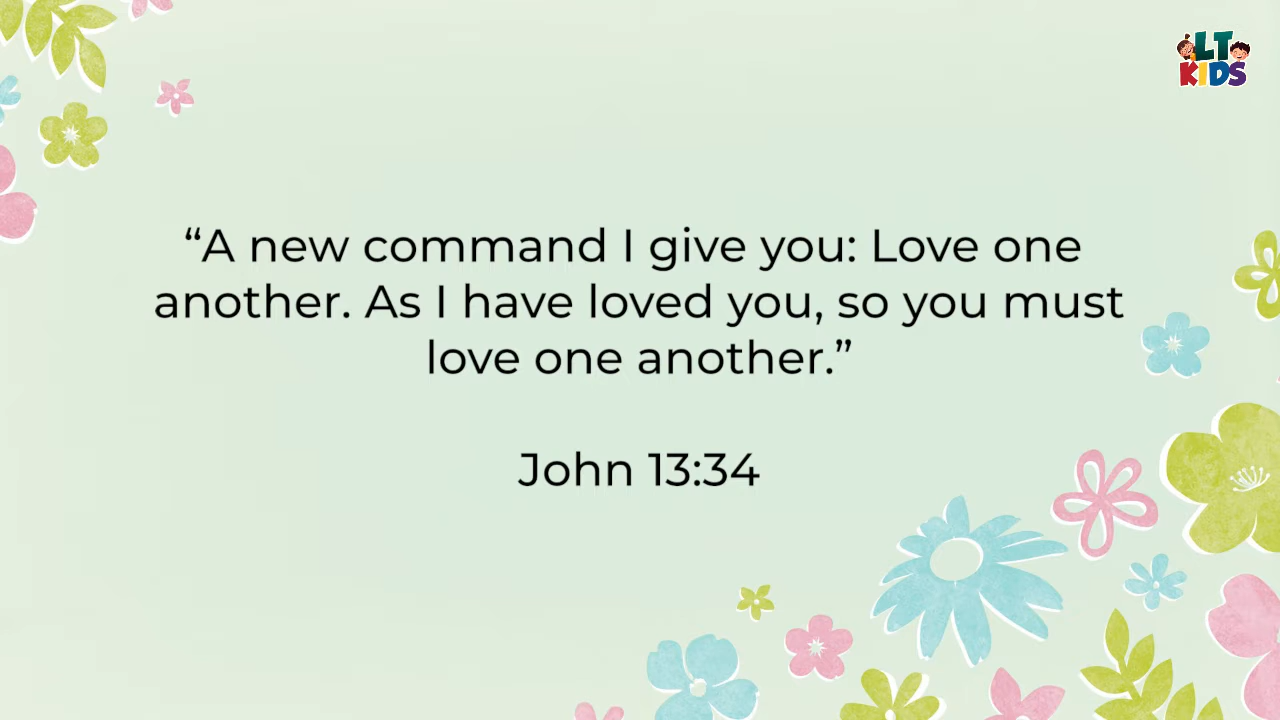 LT
KIDS
“A new command I give you: Love one
another. As I have loved you, so you must
love one another.”
John 13:34